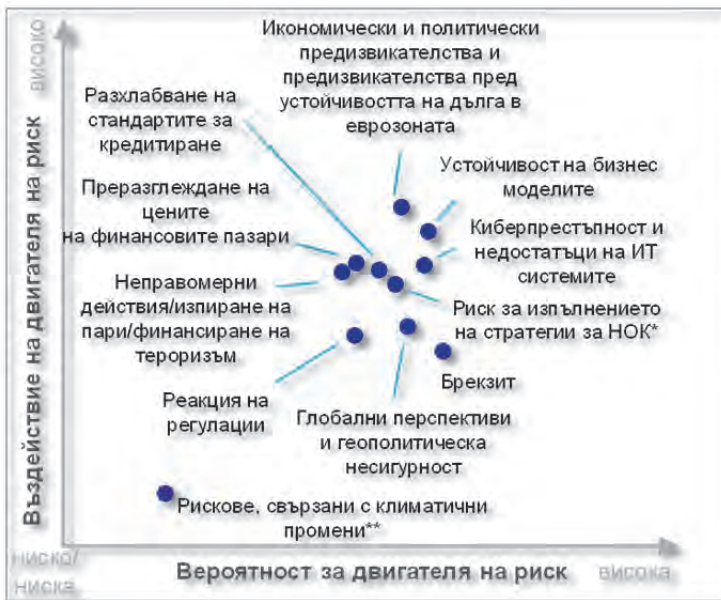 високо
Въздействие на двигателя на риск
Икономически и политически
предизвикателства и
предизвикателства пред
устойчивостта на дълга в
еврозоната
Разхлабване на
стандартите за
кредитиране
Устойчивост на бизнес
моделите
Преразглеждане на
цените
на финансовите пазари
Киберпрестъпност и
недостатъци на ИТ
системите
Неправомерни
действия/изпиране на
пари/финансиране на
тероризъм
Риск за изпълнението
на стратегии за НОК*
Брекзит
Реакция на
регулации
Глобални перспективи
и геополитическа
несигурност
Рискове, свързани с климатични
промени**
ниско/
ниска
Вероятност за двигателя на риск
висока